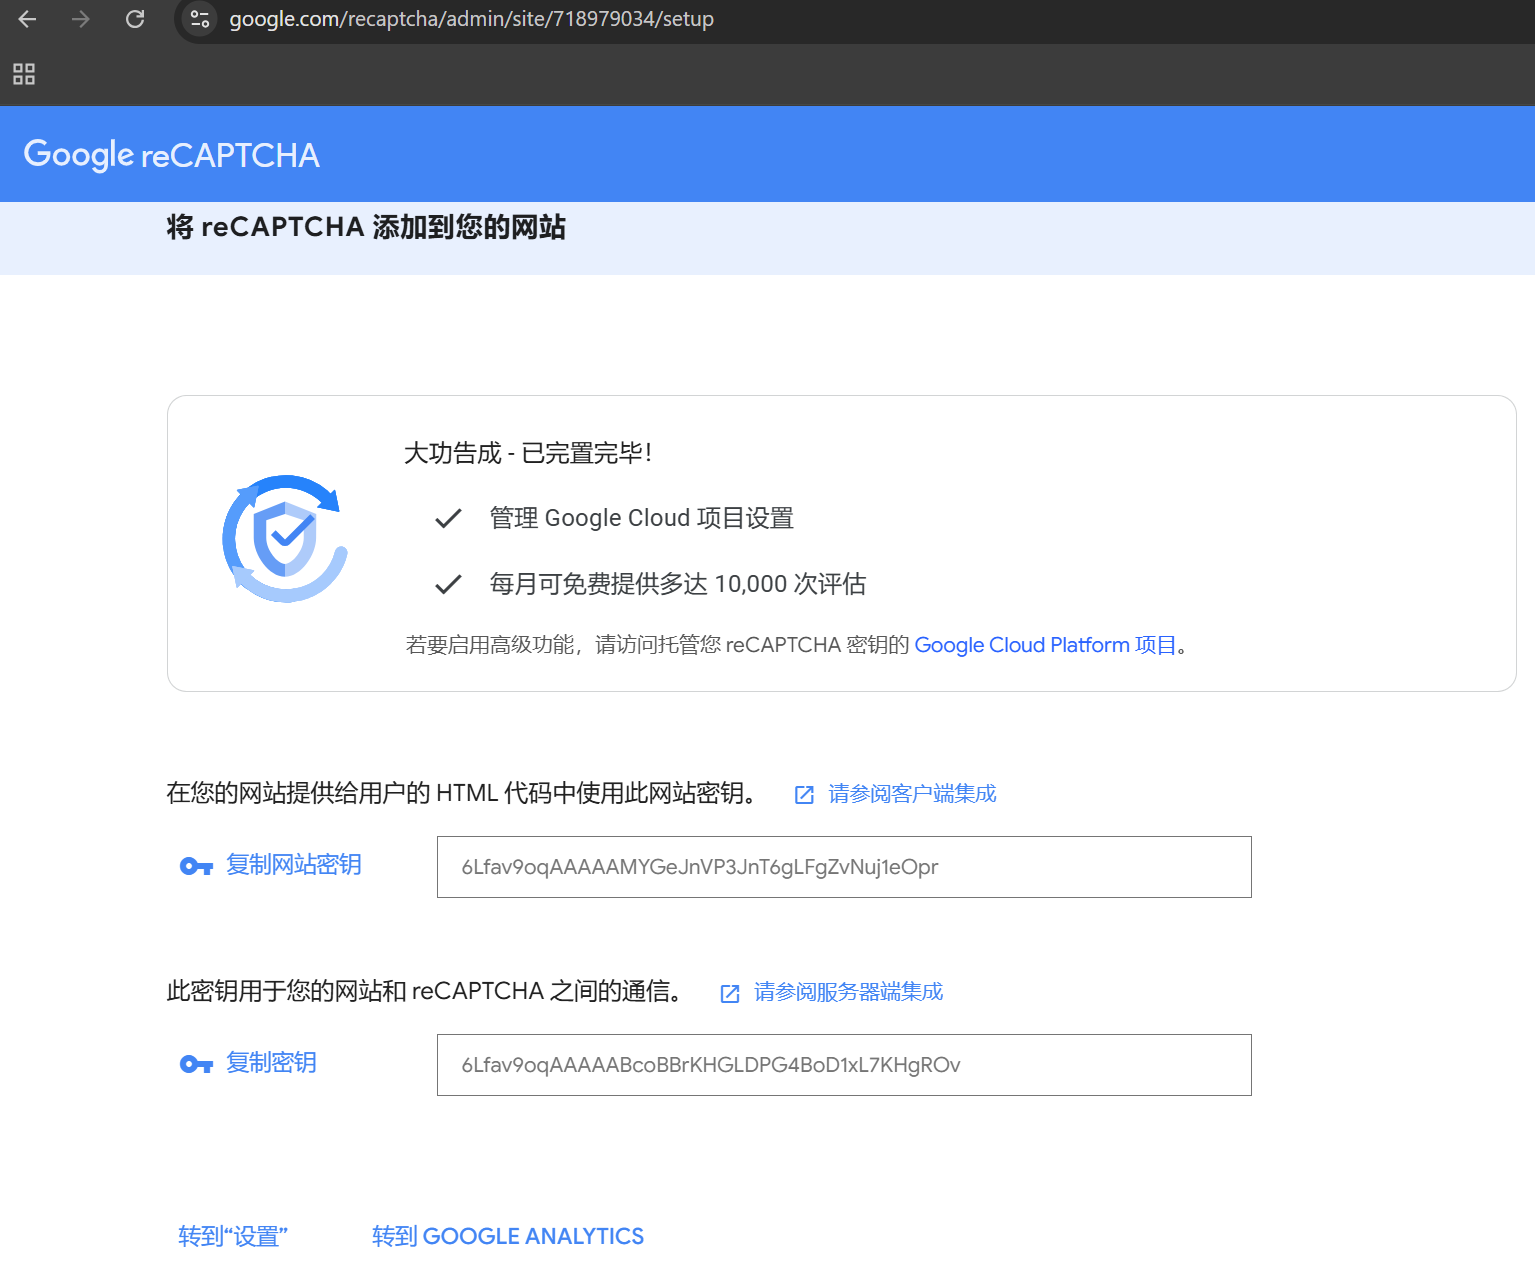 google.com/recaptcha/admin/site/718979034/setup
Google reCAPTCHA
将 reCAPTCHA 添加到您的网站
大功告成 - 已完置完毕！
管理 Google Cloud 项目设置
每月可免费提供多达 10,000 次评估
若要启用高级功能，请访问托管您 reCAPTCHA 密钥的 Google Cloud Platform 项目。
在您的网站提供给用户的 HTML 代码中使用此网站密钥。 请参阅客户端集成
复制网站密钥 6Lfav9oqAAAAAMYGeJnVP3JnT6gLFgZvNuj1eOpr
此密钥用于您的网站和 reCAPTCHA 之间的通信。 请参阅服务器端集成
复制密钥 6Lfav9oqAAAAABcoBBrKHGLDPG4BoD1xL7KHgROv
转到“设置” 转到 GOOGLE ANALYTICS